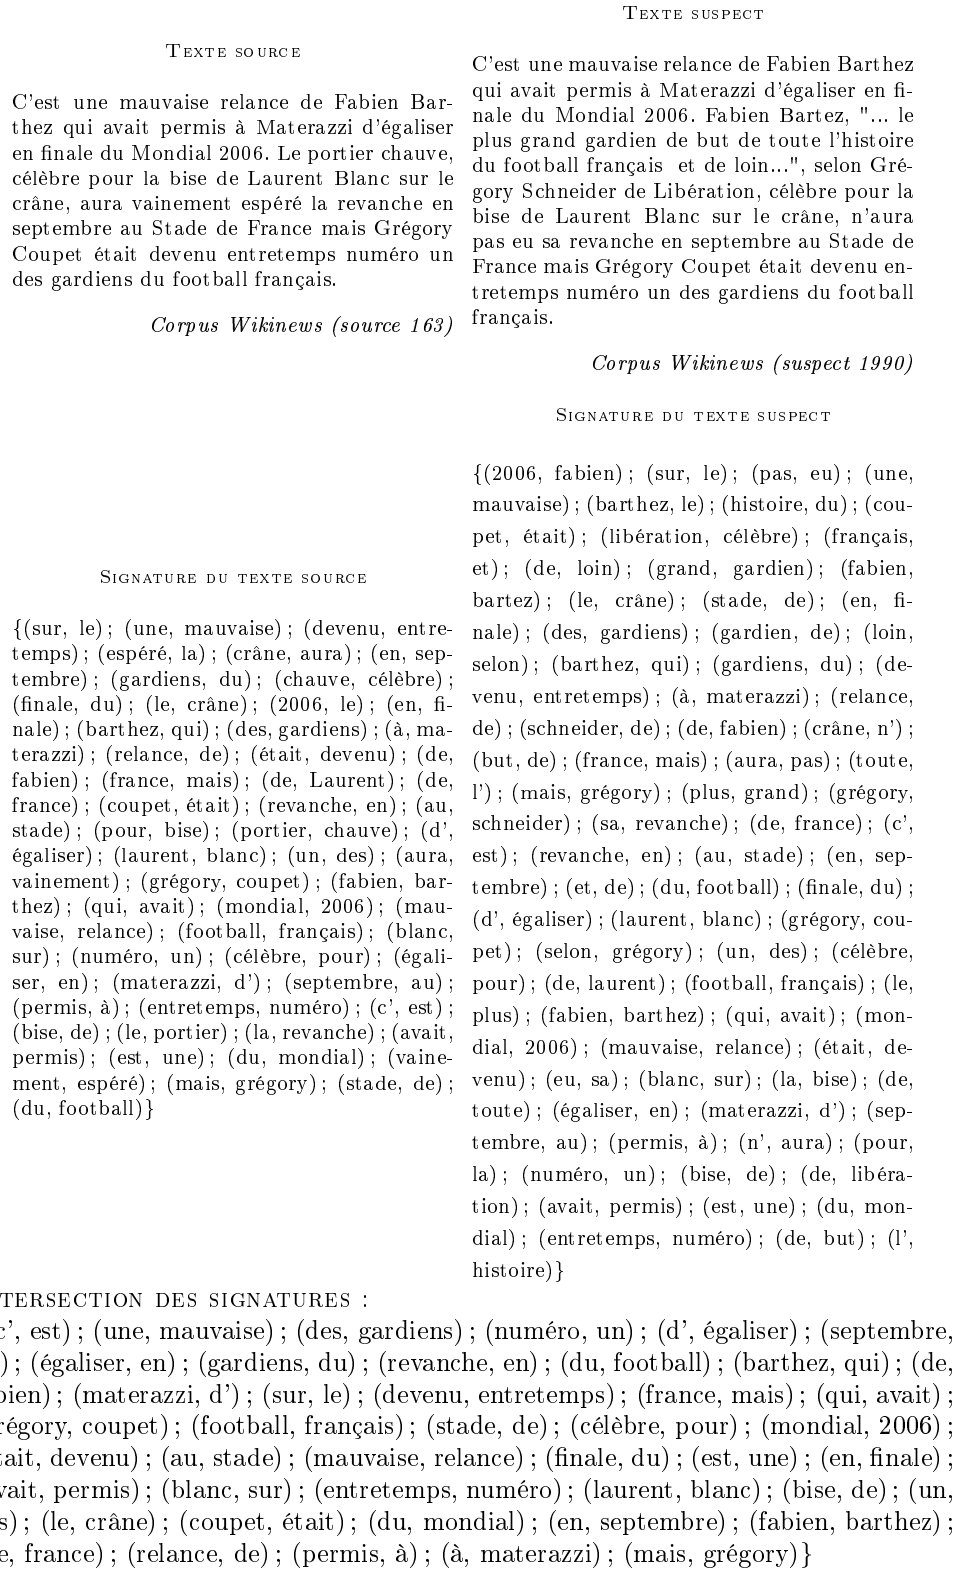 Texte source
C'est une mauvaise relance de Fabien Bar-
thez qui avait permis à Materazzi d'égaliser
en finale du Mondial 2006. Le portier chauve,
célèbre pour la bise de Laurent Blanc sur le
crâne, aura vainement espéré la revanche en
septembre au Stade de France mais Grégory
Coupet était devenu entretemps numéro un
des gardiens du football français.
Corpus Wikinews (source 163)
Texte suspect
C'est une mauvaise relance de Fabien Barthez
qui avait permis à Materazzi d'égaliser en fi-
nale du Mondial 2006. Fabien Bartez, "... le
plus grand gardien de but de toute l'histoire
du football français et de loin...", selon Gré-
gory Schneider de Libération, célèbre pour la
bise de Laurent Blanc sur le crâne, n'aura
pas eu sa revanche en septembre au Stade de
France mais Grégory Coupet était devenu en-
tretemps numéro un des gardiens du football
français.
Corpus Wikinews (suspect 1990)
Signature du texte source
{(sur, le) ; (une, mauvaise) ; (devenu, entre-
temps) ; (espéré, la) ; (crâne, aura) ; (en, sep-
tembre) ; (gardiens, du) ; (chauve, célèbre) ;
(finale, du) ; (le, crâne) ; (2006, le) ; (en, fi-
nale) ; (barthez, qui) ; (des, gardiens) ; (à, ma-
terazzi) ; (relance, de) ; (était, devenu) ; (de,
fabien) ; (france, mais) ; (de, Laurent) ; (de,
france) ; (coupet, était) ; (revanche, en) ; (au,
stade) ; (pour, bise) ; (portier, chauve) ; (d',
égaliser) ; (laurent, blanc) ; (un, des) ; (aura,
vainement) ; (grégory, coupet) ; (fabien, bar-
thez) ; (qui, avait) ; (mondial, 2006) ; (mau-
vaise, relance) ; (football, français) ; (blanc,
sur) ; (numéro, un) ; (célèbre, pour) ; (égali-
ser, en) ; (materazzi, d') ; (septembre, au) ;
(permis, à) ; (entretemps, numéro) ; (c', est) ;
(bise, de) ; (le, portier) ; (la, revanche) ; (avait,
permis) ; (est, une) ; (du, mondial) ; (vaine-
ment, espéré) ; (mais, grégory) ; (stade, de) ;
(du, football)}
Signature du texte suspect
{(2006, fabien) ; (sur, le) ; (pas, eu) ; (une,
mauvaise) ; (barthez, le) ; (histoire, du) ; (cou-
pet, était) ; (libération, célèbre) ; (français,
et) ; (de, loin) ; (grand, gardien) ; (fabien,
bartez) ; (le, crâne) ; (stade, de) ; (en, fi-
nale) ; (des, gardiens) ; (gardien, de) ; (loin,
selon) ; (barthez, qui) ; (gardiens, du) ; (de-
venu, entretemps) ; (à, materazzi) ; (relance,
de) ; (schneider, de) ; (de, fabien) ; (crâne, n') ;
(but, de) ; (france, mais) ; (aura, pas) ; (toute,
l') ; (mais, grégory) ; (plus, grand) ; (grégory,
schneider) ; (sa, revanche) ; (de, france) ; (c',
est) ; (revanche, en) ; (au, stade) ; (en, sep-
tembre) ; (et, de) ; (du, football) ; (finale, du) ;
(d', égaliser) ; (laurent, blanc) ; (grégory, cou-
pet) ; (selon, grégory) ; (un, des) ; (célèbre,
pour) ; (de, laurent) ; (football, français) ; (le,
plus) ; (fabien, barthez) ; (qui, avait) ; (mon-
dial, 2006) ; (mauvaise, relance) ; (était, de-
venu) ; (eu, sa) ; (blanc, sur) ; (la, bise) ; (de,
toute) ; (égaliser, en) ; (materazzi, d') ; (sep-
tembre, au) ; (permis, à) ; (n', aura) ; (pour,
la) ; (numéro, un) ; (bise, de) ; (de, libéra-
tion) ; (avait, permis) ; (est, une) ; (du, mon-
dial) ; (entretemps, numéro) ; (de, but) ; (l',
histoire)}
tersection des signatures :
c', est) ; (une, mauvaise) ; (des, gardiens) ; (numéro, un) ; (d', égaliser) ; (septembre,
) ; (égaliser, en) ; (gardiens, du) ; (revanche, en) ; (du, football) ; (barthez, qui) ; (de,
bien) ; (materazzi, d') ; (sur, le) ; (devenu, entretemps) ; (france, mais) ; (qui, avait) ;
régory, coupet) ; (football, français) ; (stade, de) ; (célèbre, pour) ; (mondial, 2006) ;
tait, devenu) ; (au, stade) ; (mauvaise, relance) ; (finale, du) ; (est, une) ; (en, finale) ;
vait, permis) ; (blanc, sur) ; (entretemps, numéro) ; (laurent, blanc) ; (bise, de) ; (un,
s) ; (le, crâne) ; (coupet, était) ; (du, mondial) ; (en, septembre) ; (fabien, barthez) ;
e, france) ; (relance, de) ; (permis, à) ; (à, materazzi) ; (mais, grégory)}